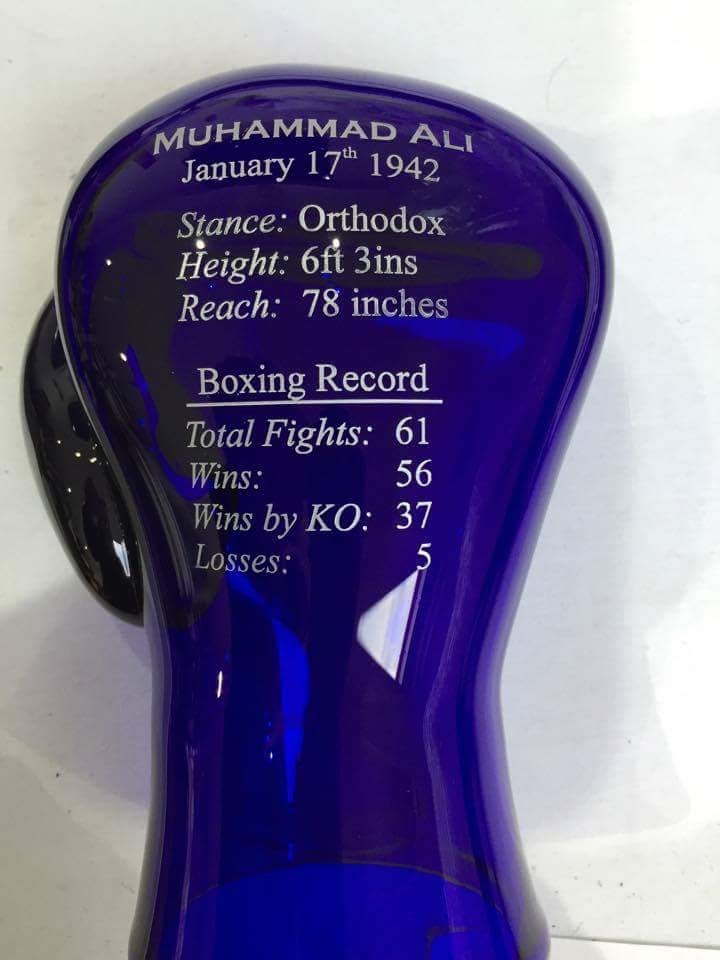 MUHAMMAD ALI
January 17th 1942
Stance: Orthodox
Height: 6ft 3ins
Reach: 78 inches
Boxing Record
Total Fights: 61
Wins: 56
Wins by KO: 37
Losses: 5